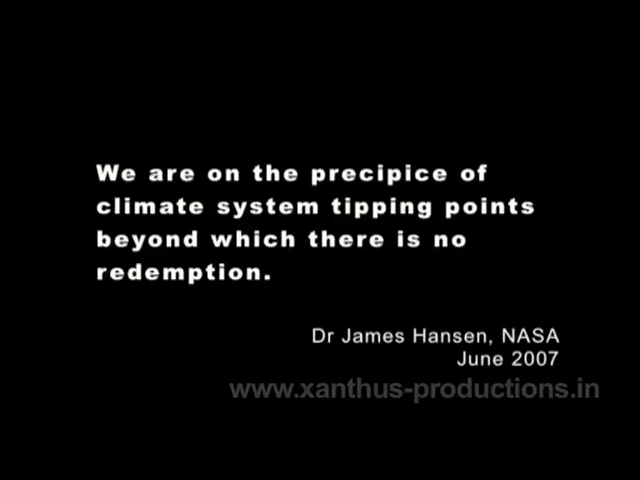 We are on the precipice of
climate system tipping points
beyond which there is no
redemption.
Dr James Hansen, NASA
June 2007
www.xanthus-productions.in